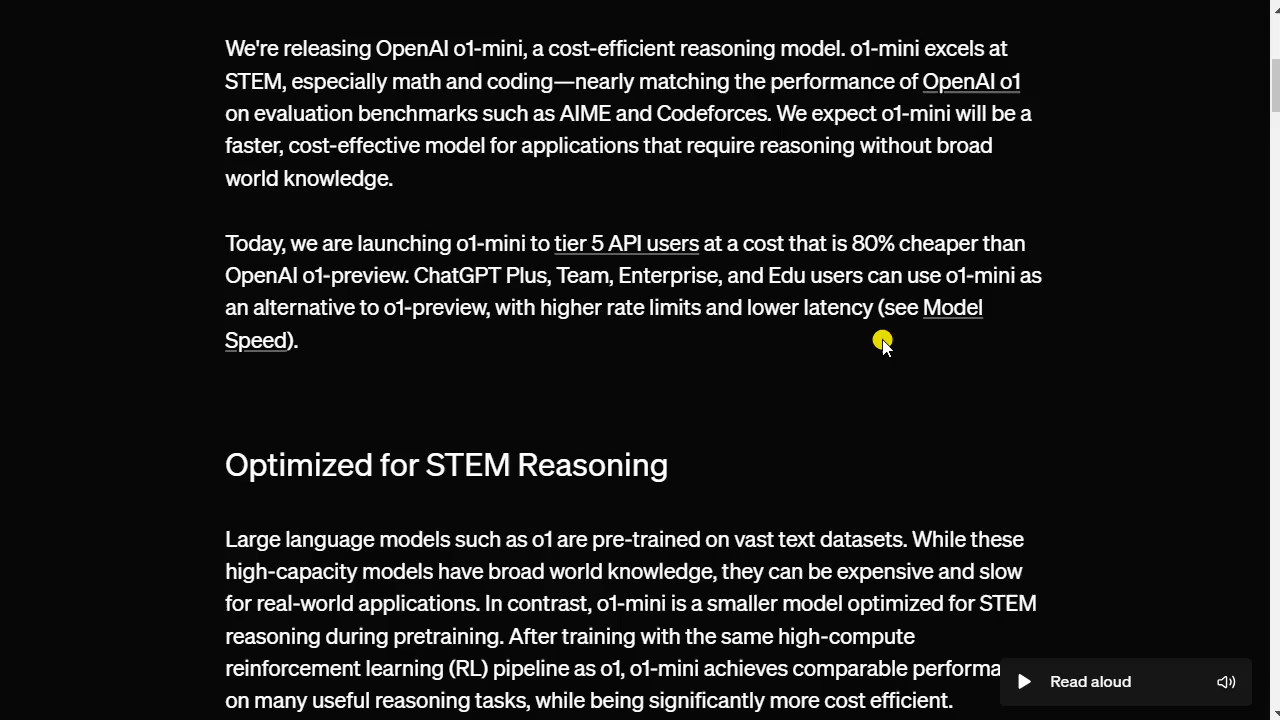 We're releasing OpenAI o1-mini, a cost-efficient reasoning model. o1-mini excels at
STEM, especially math and coding—nearly matching the performance of OpenAI o1
on evaluation benchmarks such as AIME and Codeforces. We expect o1-mini will be a
faster, cost-effective model for applications that require reasoning without broad
world knowledge.
Today, we are launching o1-mini to tier 5 API users at a cost that is 80% cheaper than
OpenAI o1-preview. ChatGPT Plus, Team, Enterprise, and Edu users can use o1-mini as
an alternative to o1-preview, with higher rate limits and lower latency (see Model
Speed).
Optimized for STEM Reasoning
Large language models such as o1 are pre-trained on vast text datasets. While these
high-capacity models have broad world knowledge, they can be expensive and slow
for real-world applications. In contrast, o1-mini is a smaller model optimized for STEM
reasoning during pretraining. After training with the same high-compute
reinforcement learning (RL) pipeline as o1, o1-mini achieves comparable performa
on many useful reasoning tasks, while being significantly more cost efficient.
Read aloud